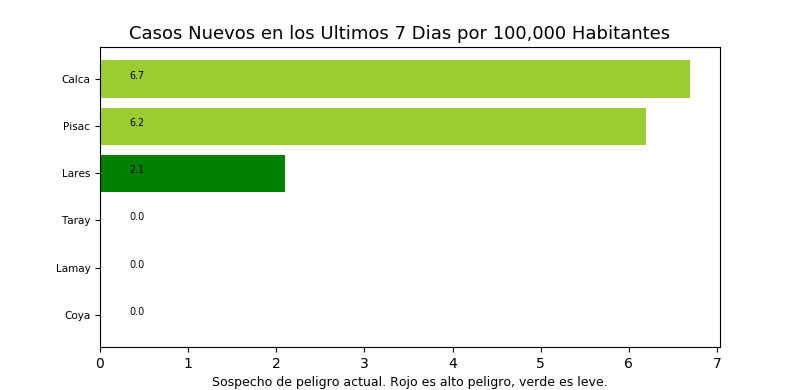 Casos Nuevos en los Ultimos 7 Dias por 100,000 Habitantes
Calca 6.7
Pisac 6.2
Lares 2.1
Taray 0.0
Lamay 0.0
Coya 0.0
0 1 2 3 4 5 6 7
Sospecho de peligro actual. Rojo es alto peligro, verde es leve.